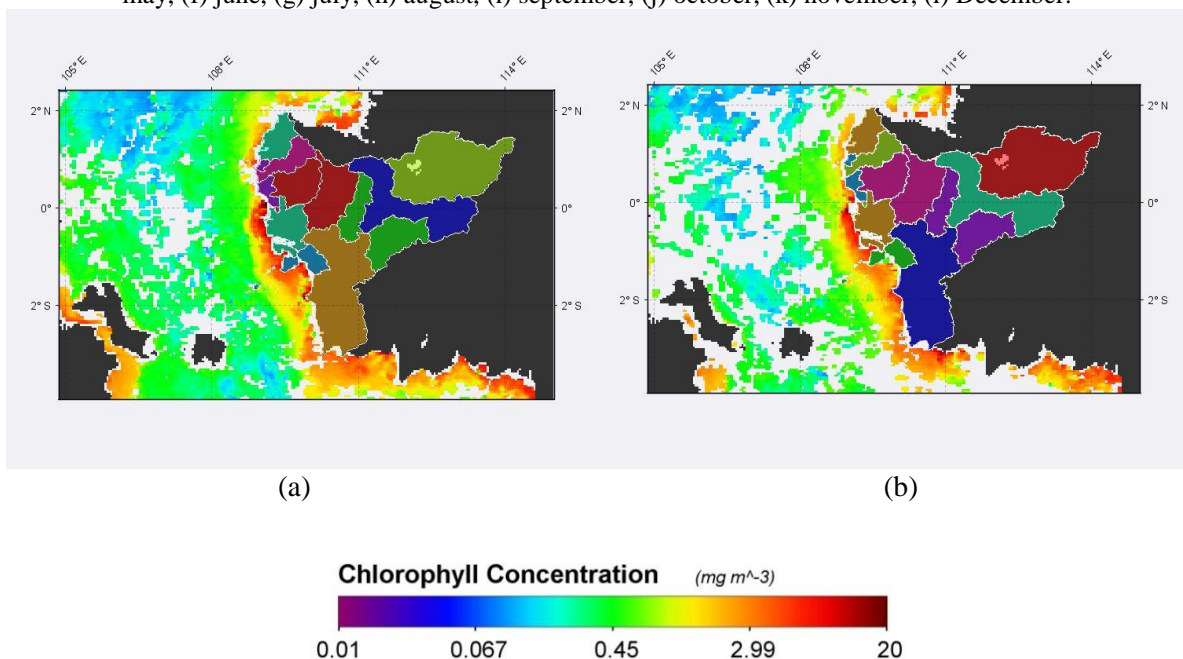 may, (f) june, (g) july, (h) august, (i) september, (j) october, (k) november, (l) December.
105° E 108° E 111° E 114° E
105° E 108° E 111° E 114° E
2° N 2° N
2° N 2° N
0° 0°
0° 0°
2° S 2° S
2° S 2° S
(a) (b)
Chlorophyll Concentration (mg m^-3)
0.01 0.067 0.45 2.99 20